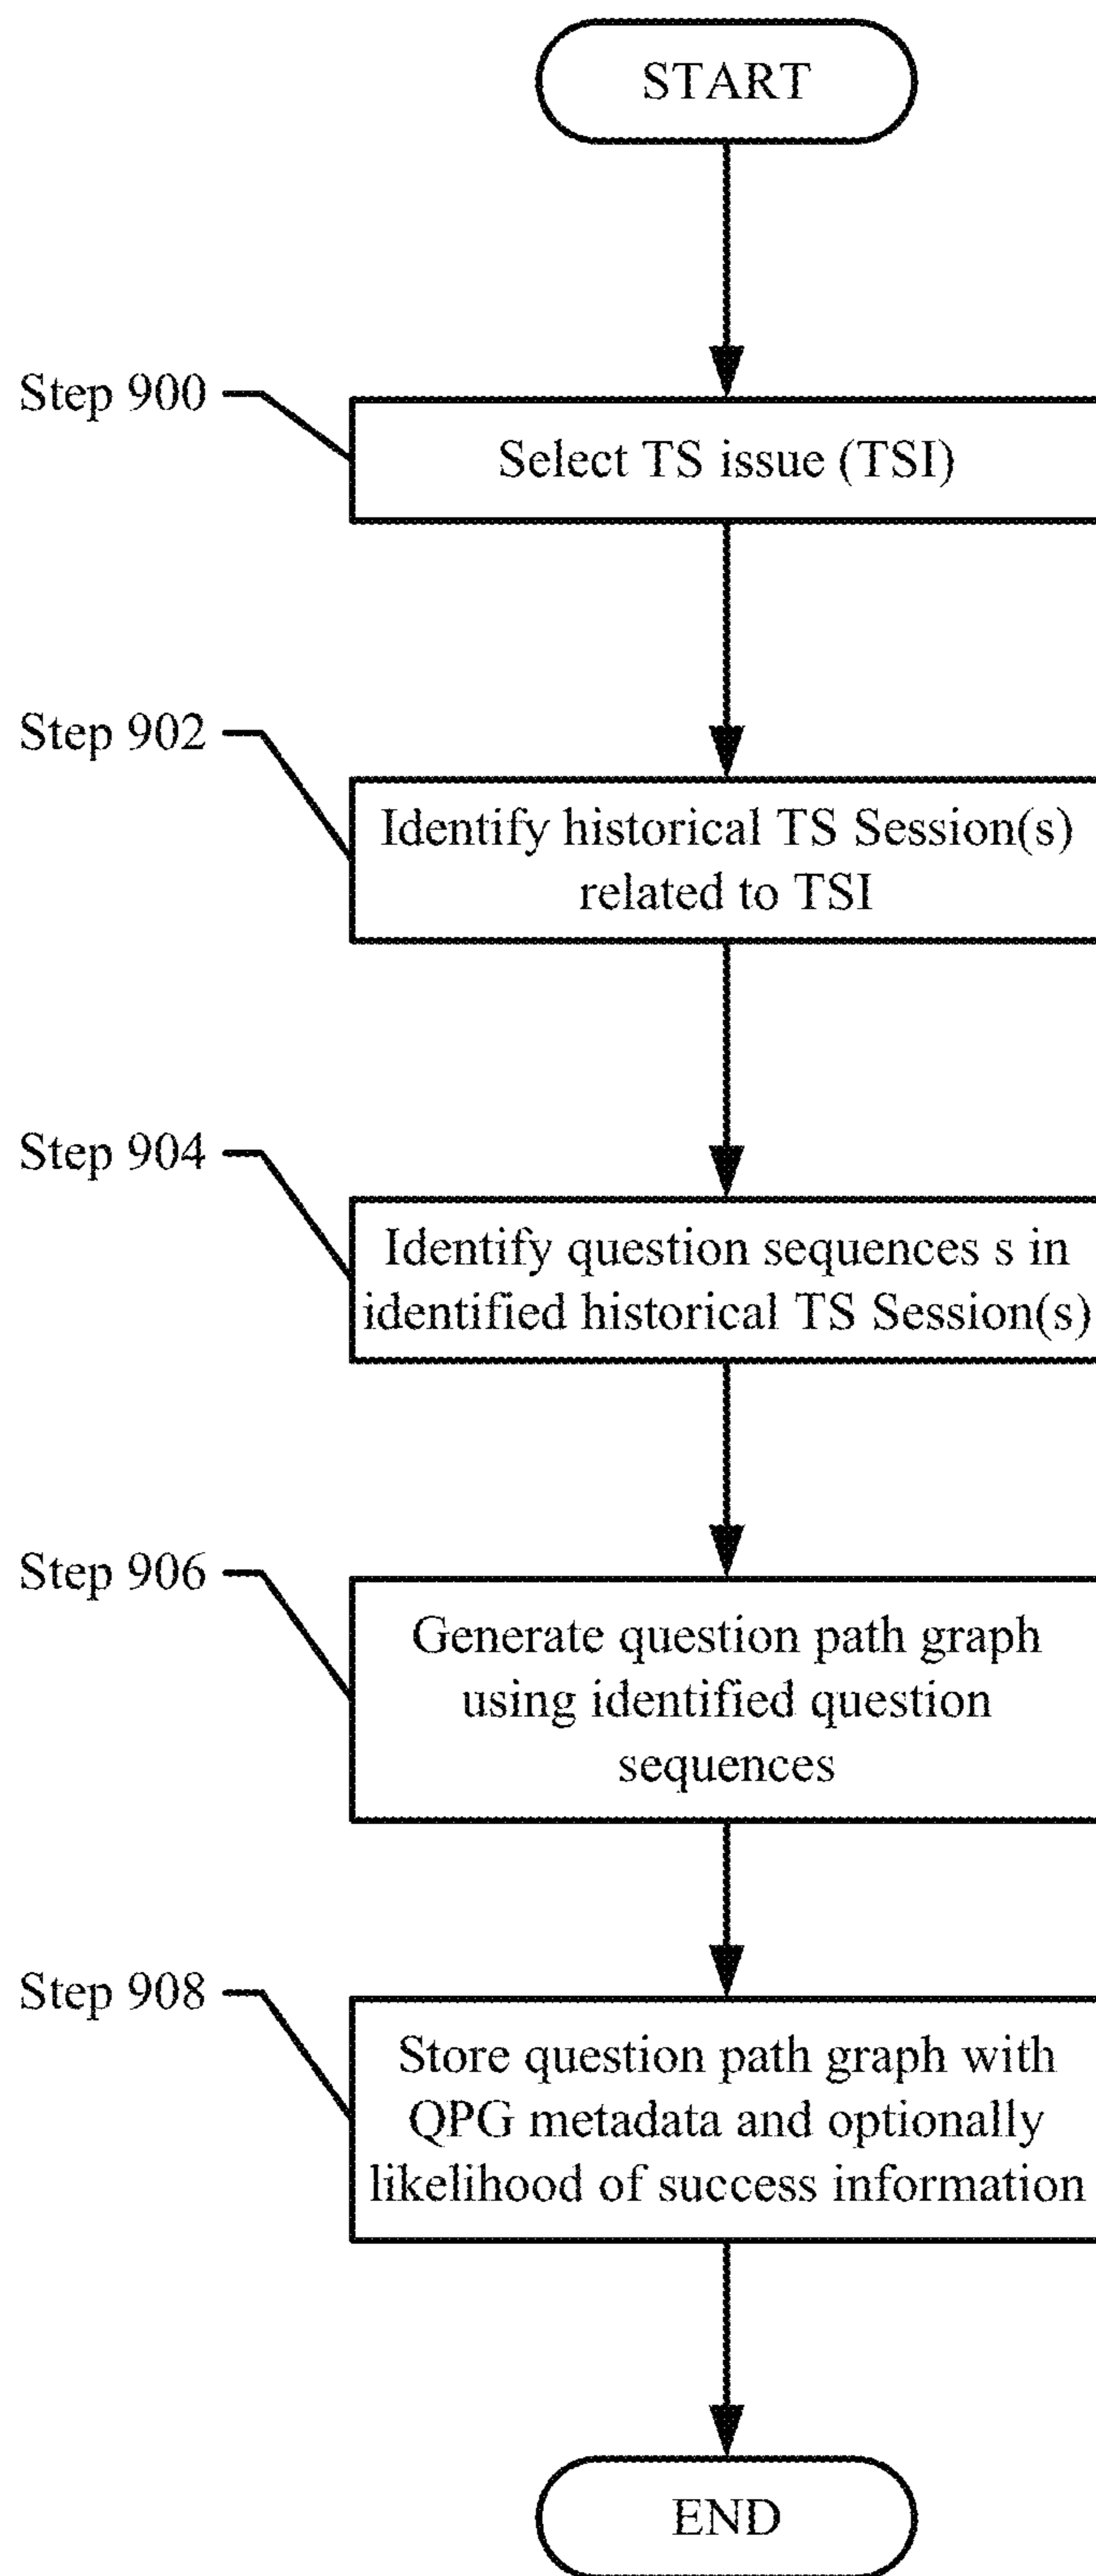 START
Step 900
Select TS issue (TSI)
Step 902
Identify historical TS Session(s)
related to TSI
Step 904
Identify question sequences s in
identified historical TS Session(s)
Step 906
Generate question path graph
using identified question
sequences
Step 908
Store question path graph with
QPG metadata and optionally
likelihood of success information
END